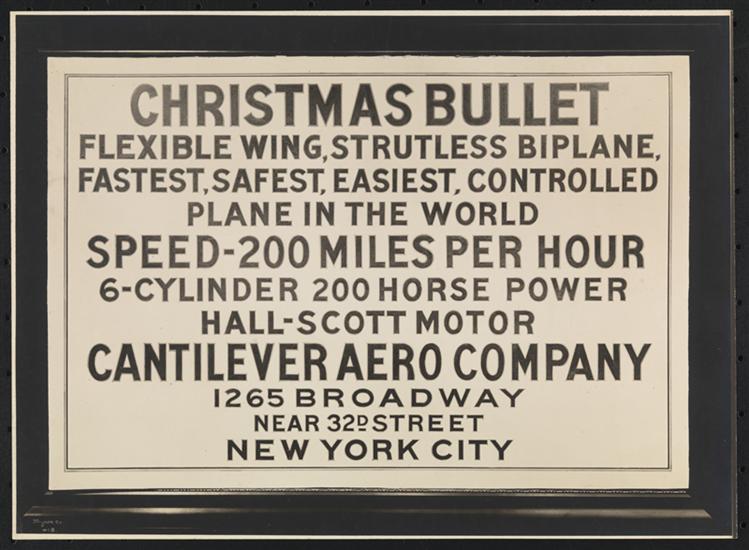 CHRISTMAS BULLET
FLEXIBLE WING, STRUTLESS BIPLANE,
FASTEST, SAFEST, EASIEST, CONTROLLED
PLANE IN THE WORLD
SPEED-200 MILES PER HOUR
6-CYLINDER 200 HORSE POWER
HALL-SCOTT MOTOR
CANTILEVER AERO COMPANY
1265 BROADWAY
NEAR 32D STREET
NEW YORK CITY